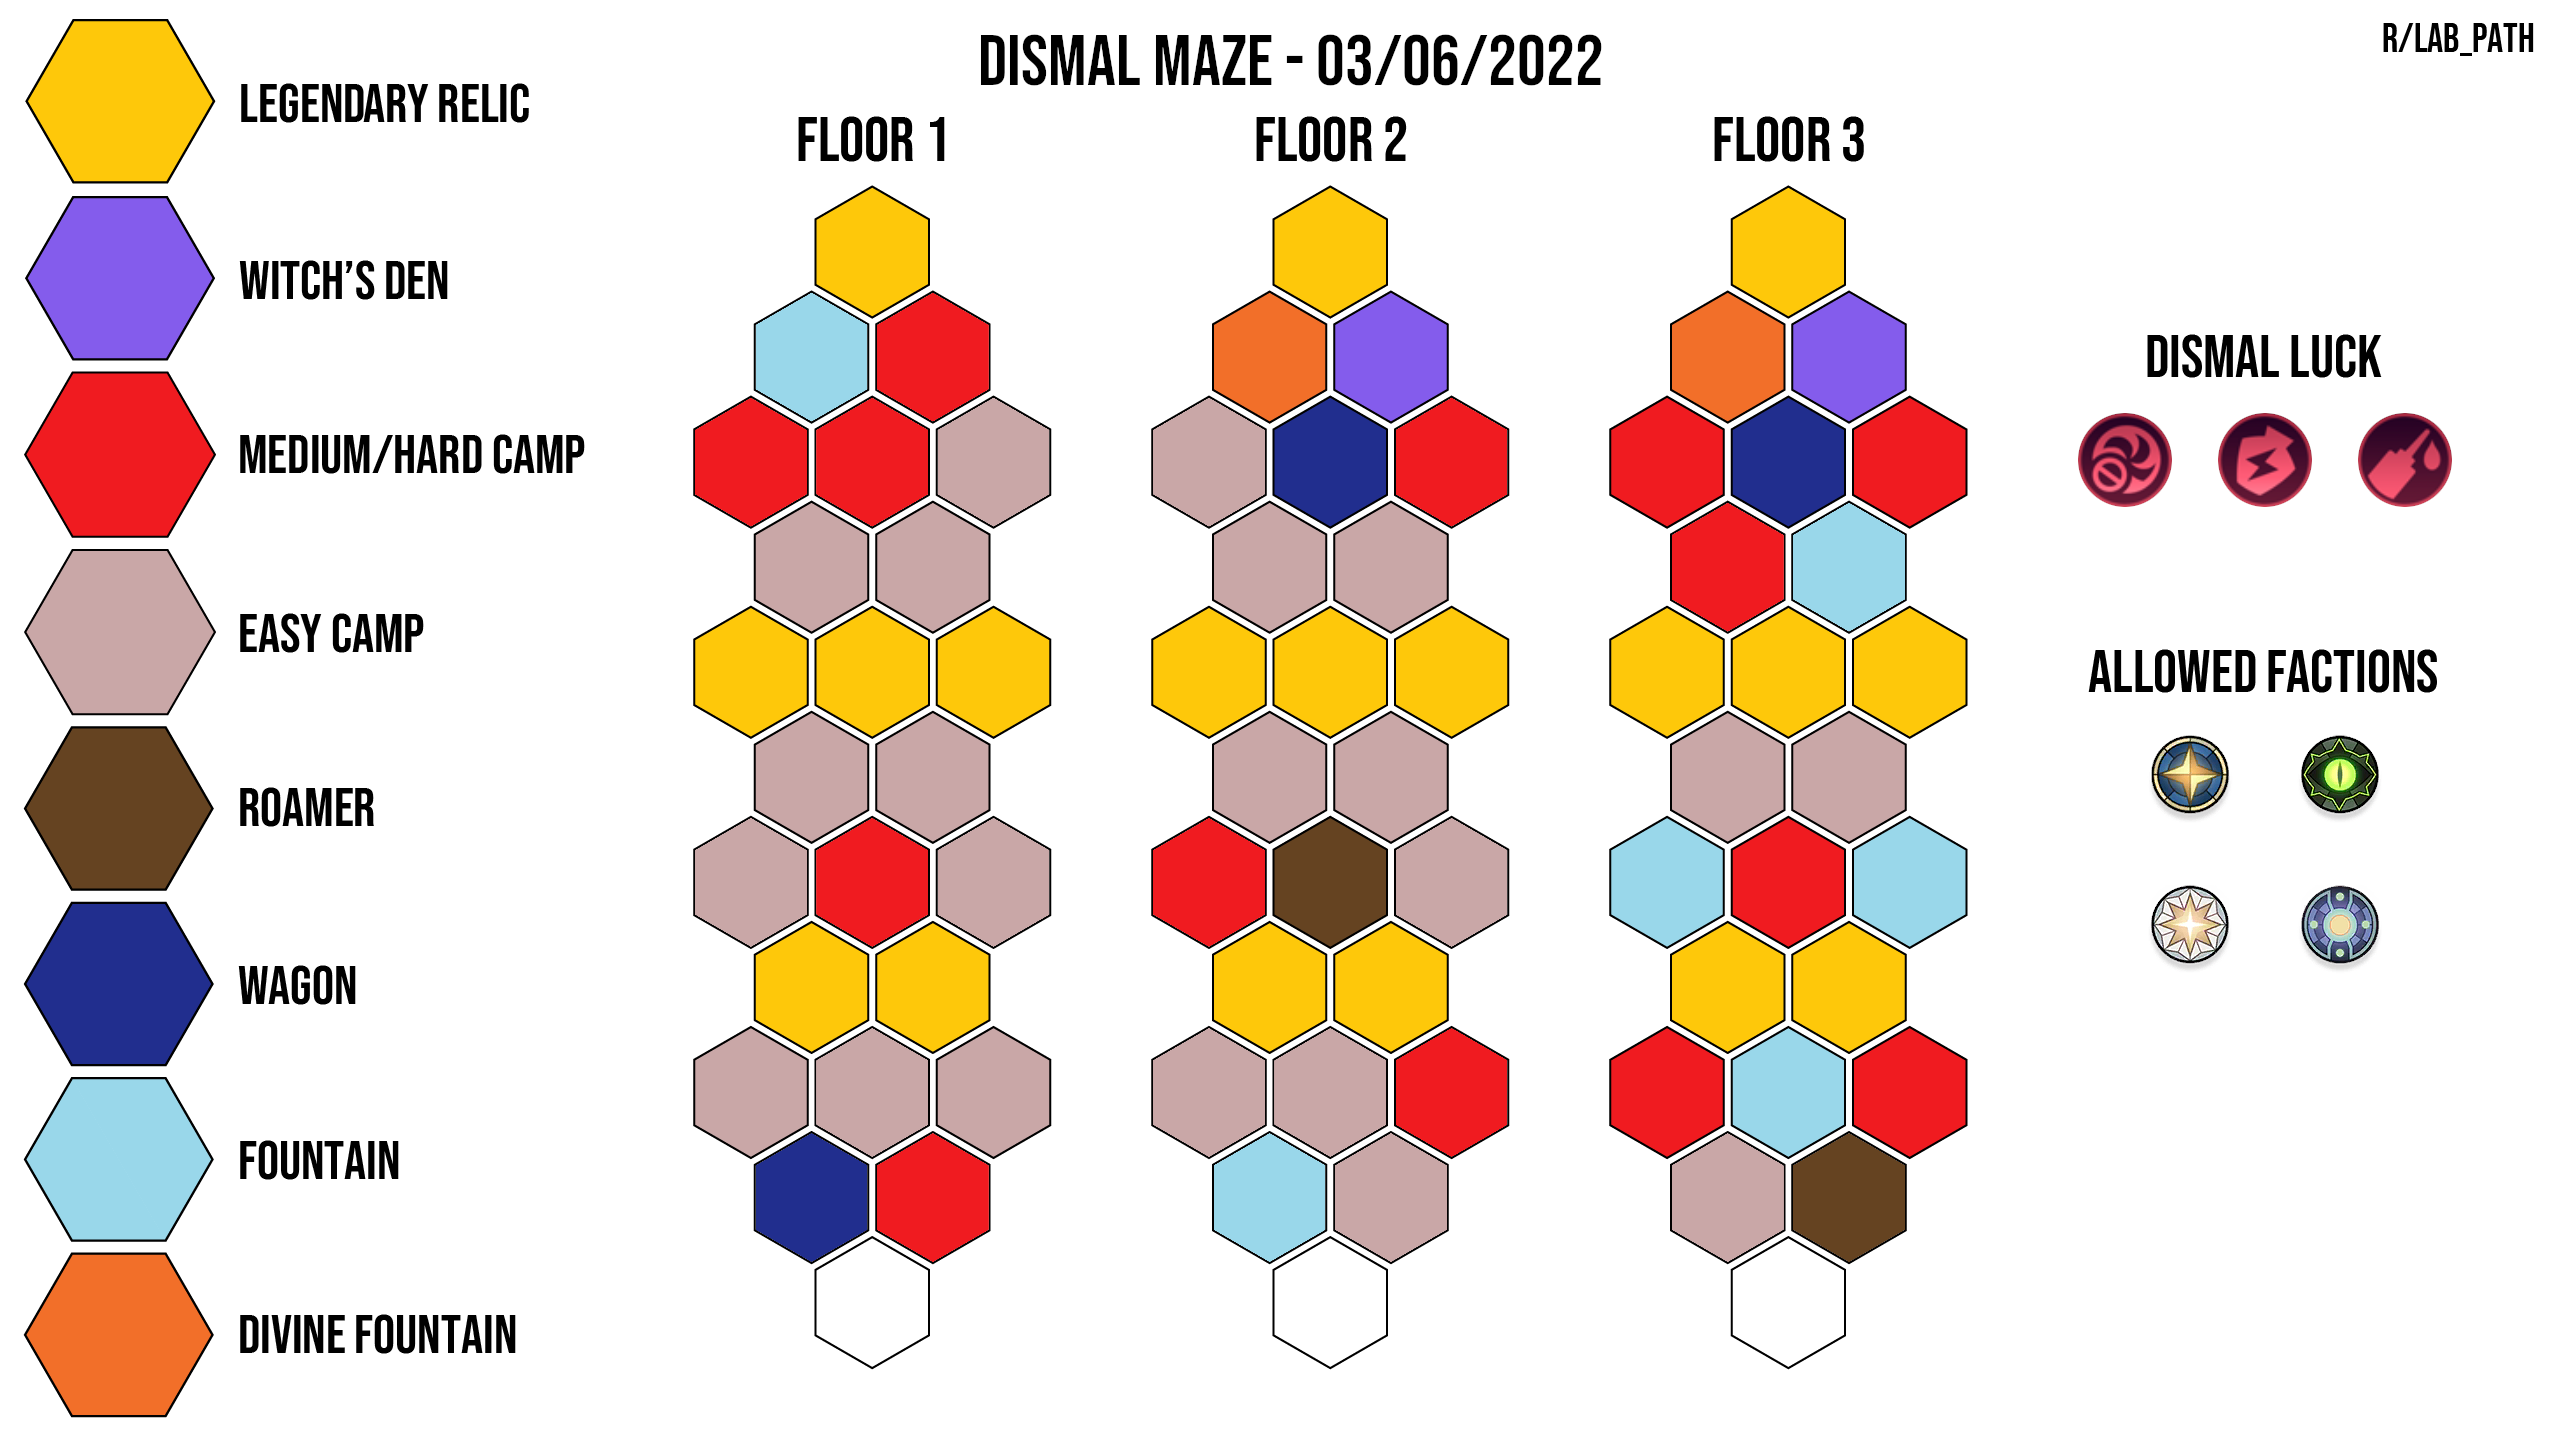 DISMAL MAZE - 03/06/2022
R/LAB_PATH
LEGENDARY RELIC
WITCH'S DEN
MEDIUM/HARD CAMP
EASY CAMP
ROAMER
WAGON
FOUNTAIN
DIVINE FOUNTAIN
FLOOR 1
FLOOR 2
FLOOR 3
DISMAL LUCK
ALLOWED FACTIONS